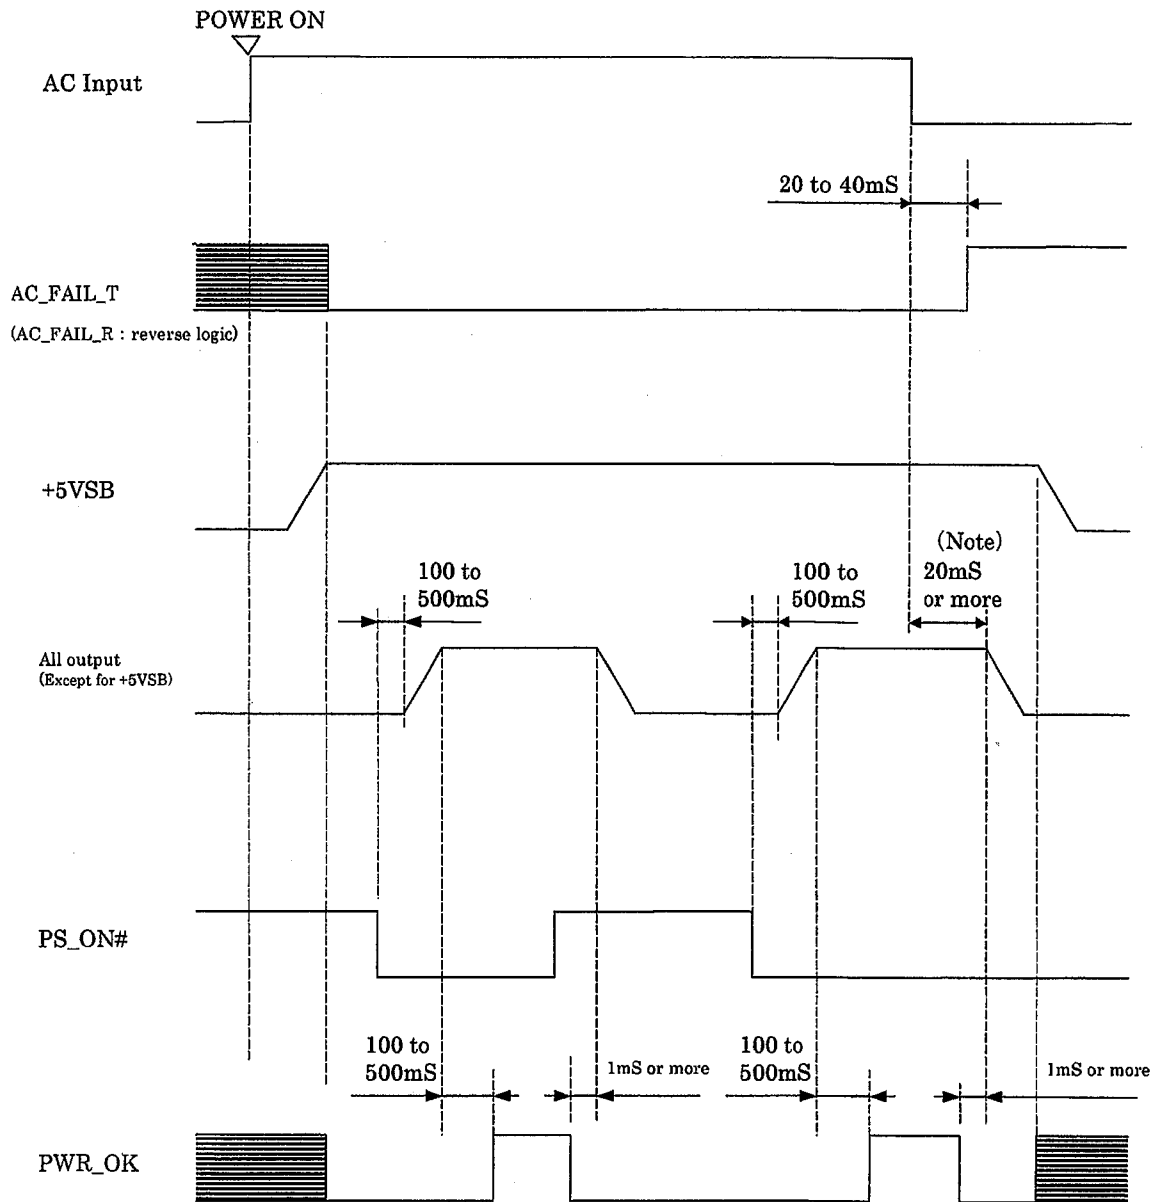 POWER ON
AC Input
20 to 40mS
AC_FAIL_T
(AC_FAIL_R : reverse logic)
+5VSB
100 to
500mS
100 to
500mS
(Note)
20mS
or more
All output
(Except for +5VSB)
PS_ON#
100 to
500mS
1mS or more
100 to
500mS
1mS or more
PWR_OK